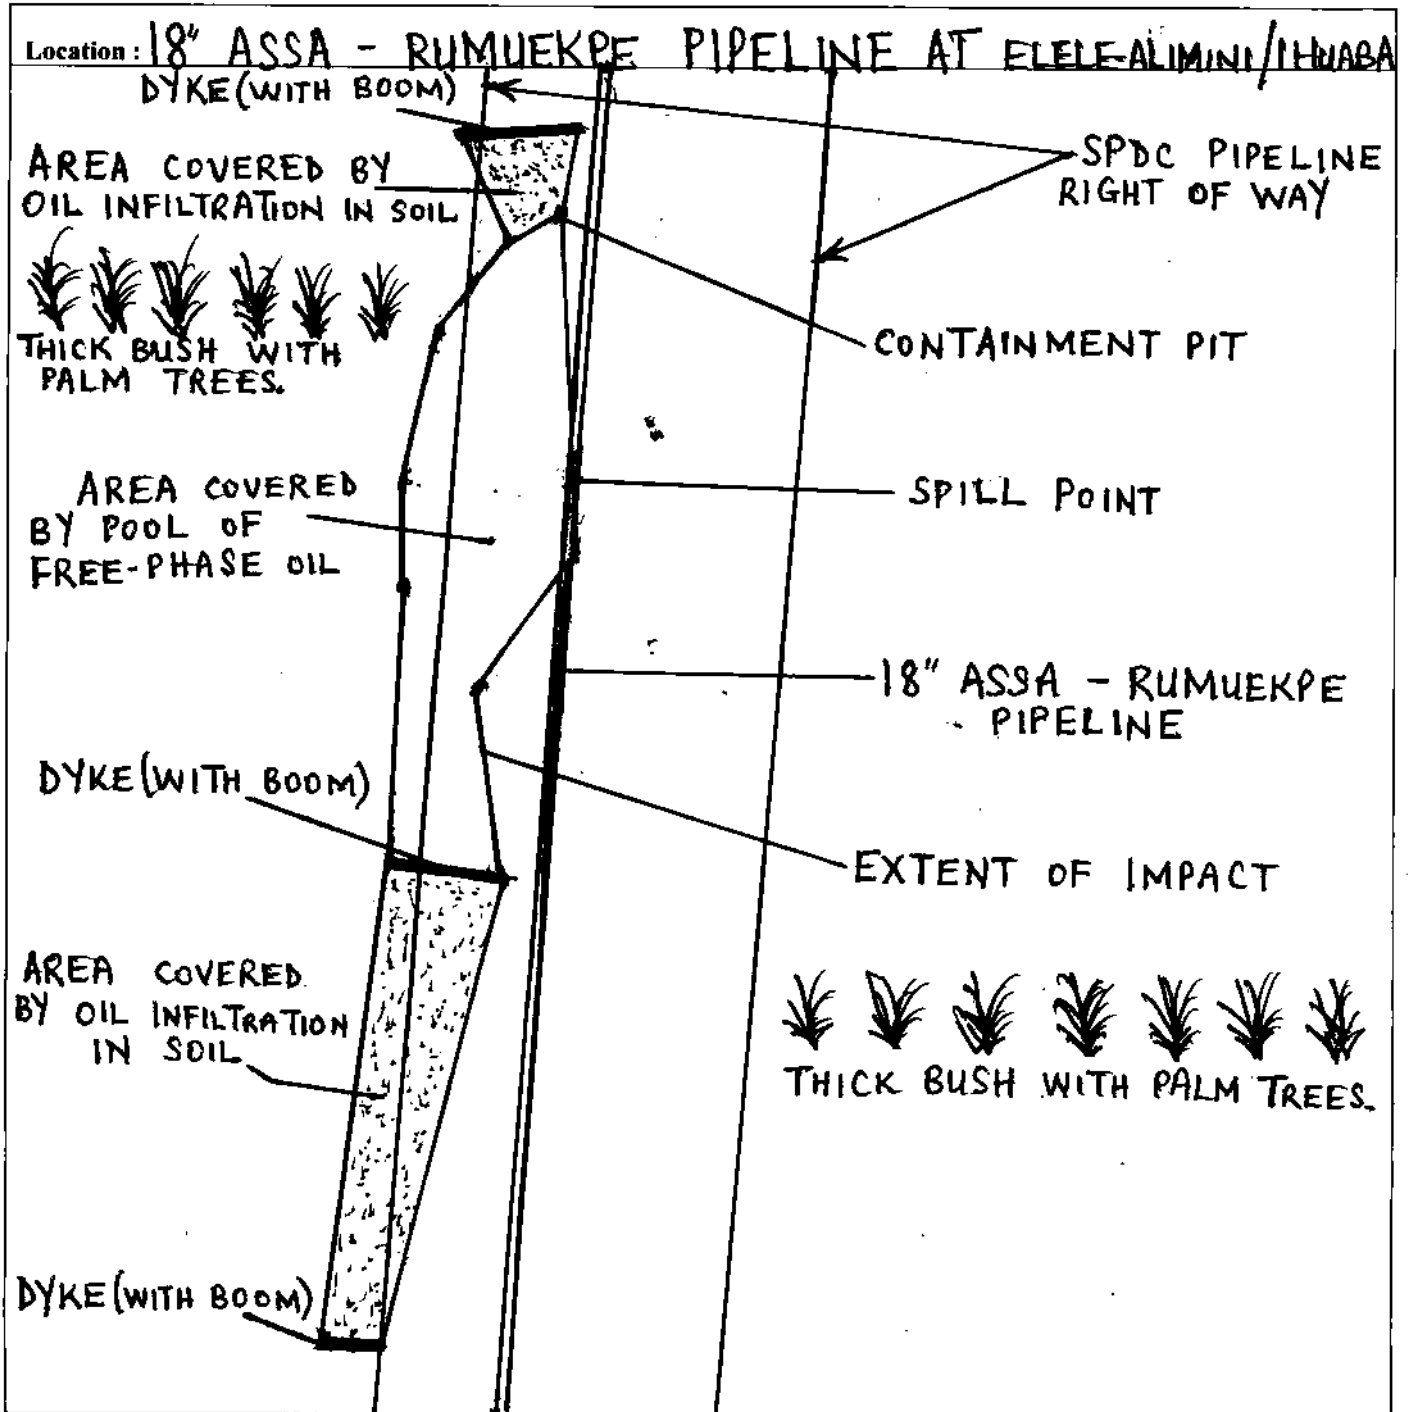 Location : 18" ASSA - RUMUEKPE PIPELINE AT ELELE-ALIMINI/IHUABA
DYKE (WITH BOOM)
AREA COVERED BY
OIL INFILTRATION IN SOIL
SPDC PIPELINE
RIGHT OF WAY
THICK BUSH WITH
PALM TREES.
CONTAINMENT PIT
AREA COVERED
BY POOL OF
FREE-PHASE OIL
SPILL POINT
18" ASSA - RUMUEKPE
PIPELINE
DYKE (WITH BOOM)
EXTENT OF IMPACT
AREA COVERED
BY OIL INFILTRATION
IN SOIL
THICK BUSH WITH PALM TREES.
DYKE (WITH BOOM)